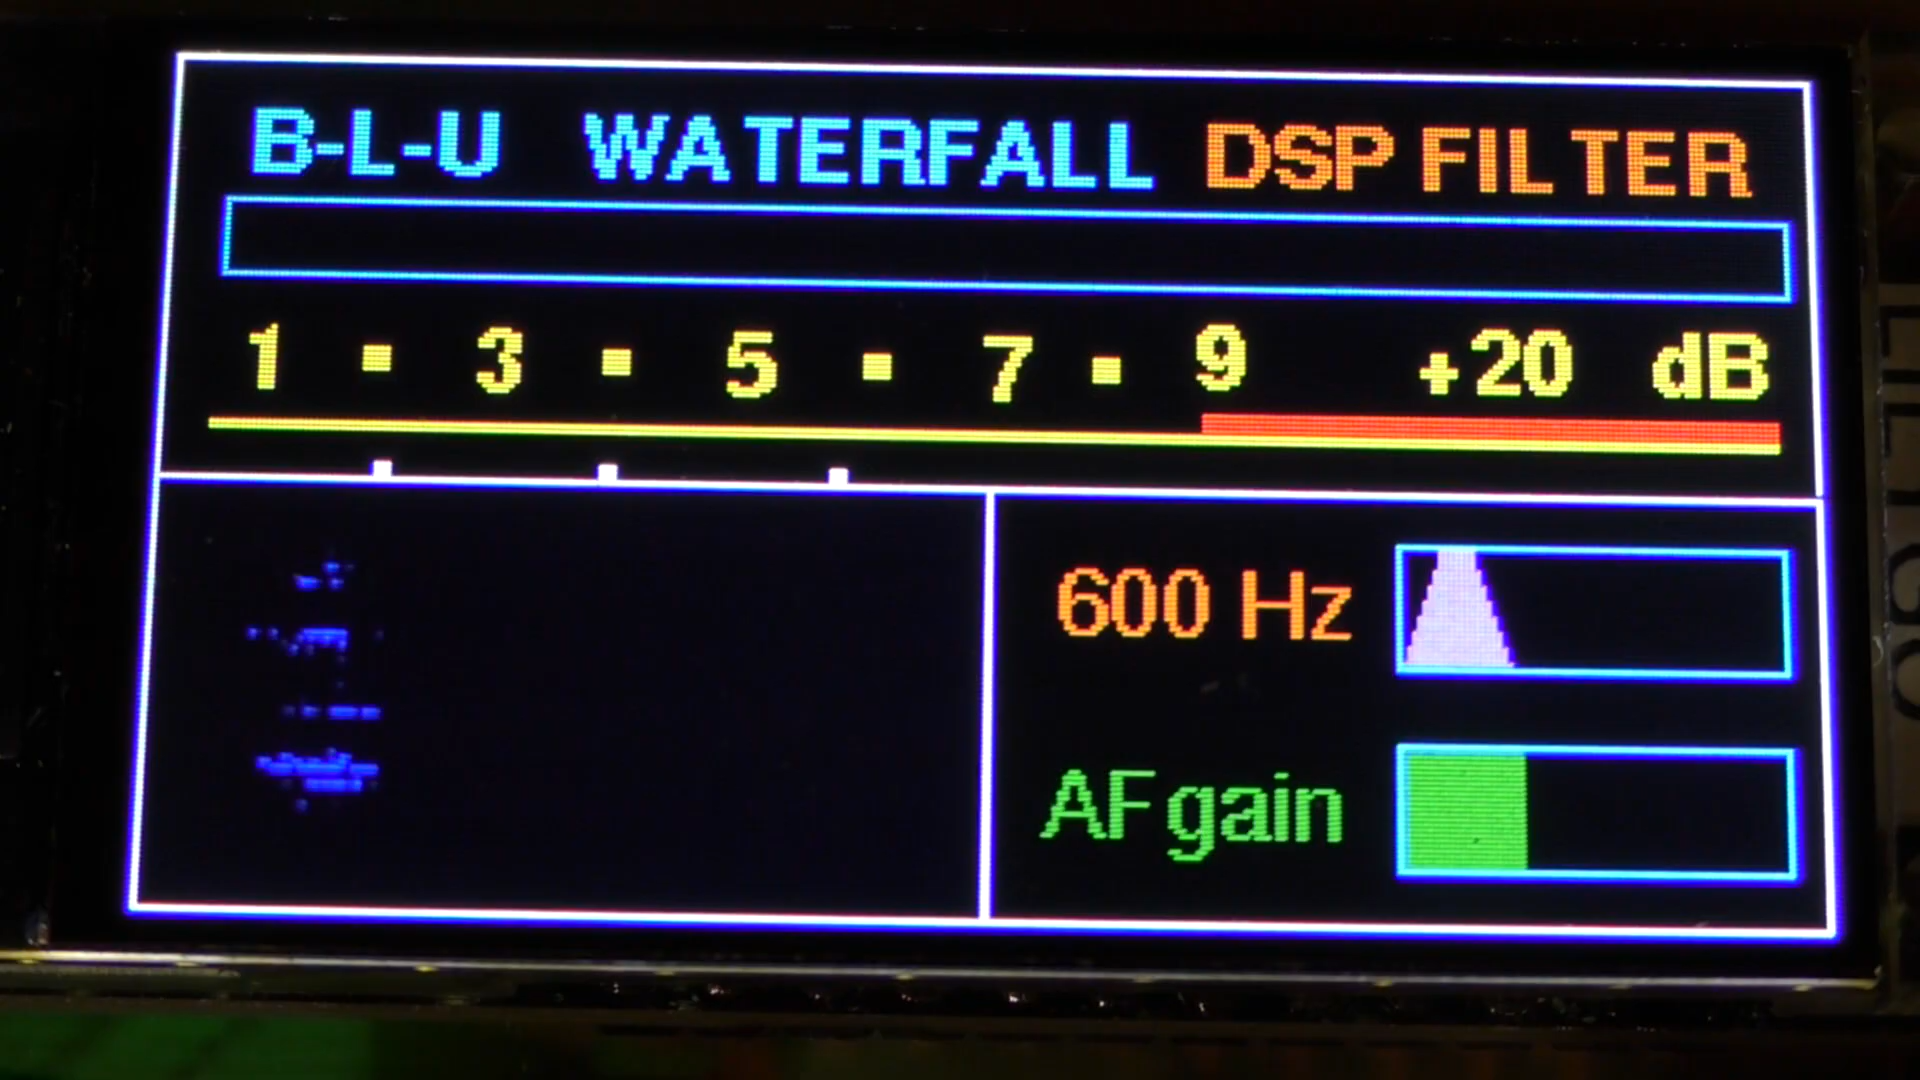 B-L-U WATERFALL DSP FILTER
1 ▪ 3 ▪ 5 ▪ 7 ▪ 9 +20 dB
600 Hz
AF gain